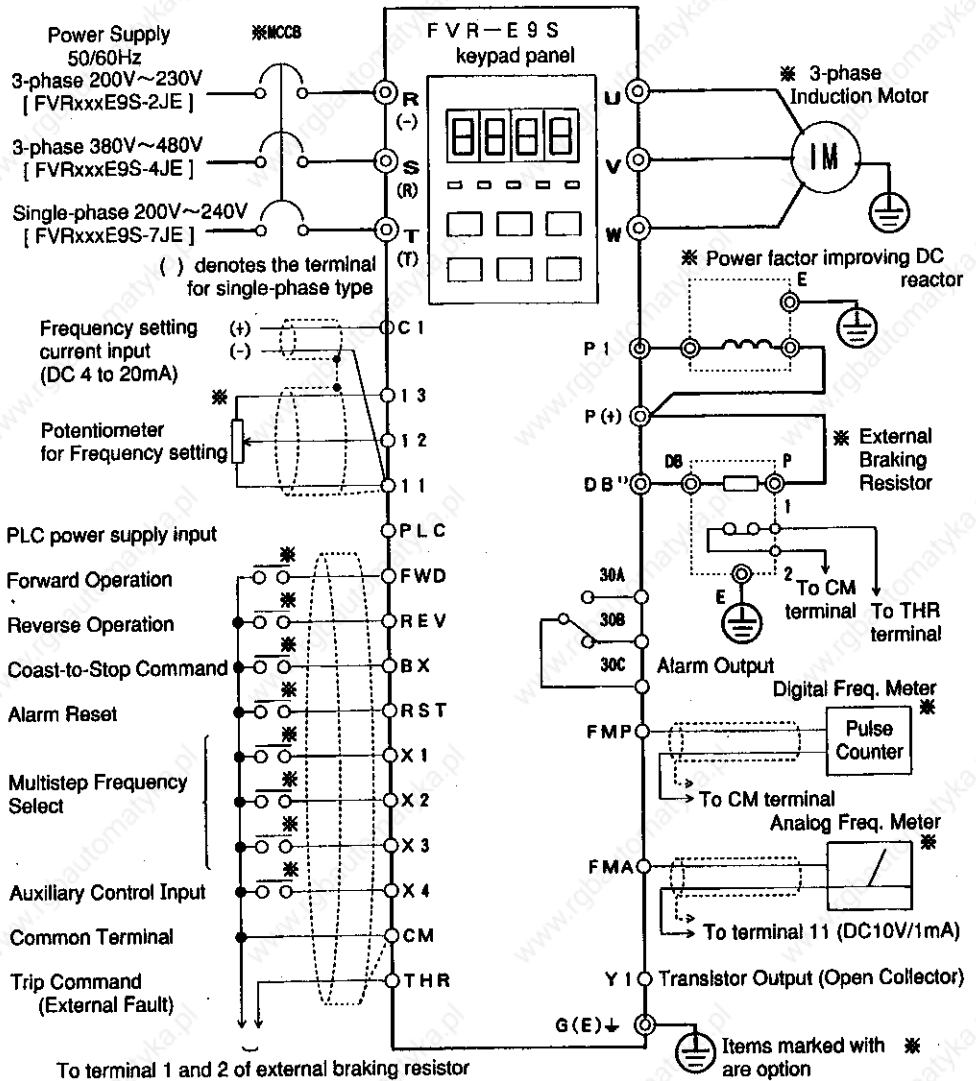 Power Supply
50/60Hz
3-phase 200V～230V
[ FVRxxxE9S-2JE ]
3-phase 380V～480V
[ FVRxxxE9S-4JE ]
Single-phase 200V～240V
[ FVRxxxE9S-7JE ]
( ) denotes the terminal
for single-phase type
※MCCB
FVR-E9S
keypad panel
8888
R
(-)
S
(R)
T
(T)
U
V
W
※ 3-phase
Induction Motor
IM
※ Power factor improving DC
reactor
E
P1
P(+)
DB¹⁾
DB
P
※ External
Braking
Resistor
1
2
E
To CM
terminal
To THR
terminal
Frequency setting
current input
(DC 4 to 20mA)
(+)
(-)
C1
※
Potentiometer
for Frequency setting
13
12
11
PLC power supply input
PLC
Forward Operation
※
FWD
Reverse Operation
※
REV
Coast-to-Stop Command
※
BX
Alarm Reset
※
RST
Multistep Frequency
Select
※
X1
※
X2
※
X3
Auxiliary Control Input
※
X4
Common Terminal
CM
Trip Command
(External Fault)
THR
To terminal 1 and 2 of external braking resistor
30A
30B
30C
Alarm Output
Digital Freq. Meter
※
FMP
Pulse
Counter
To CM terminal
Analog Freq. Meter
※
FMA
To terminal 11 (DC10V/1mA)
Y1
Transistor Output (Open Collector)
G(E)
Items marked with ※
are option
www.rgbautomatyka.pl